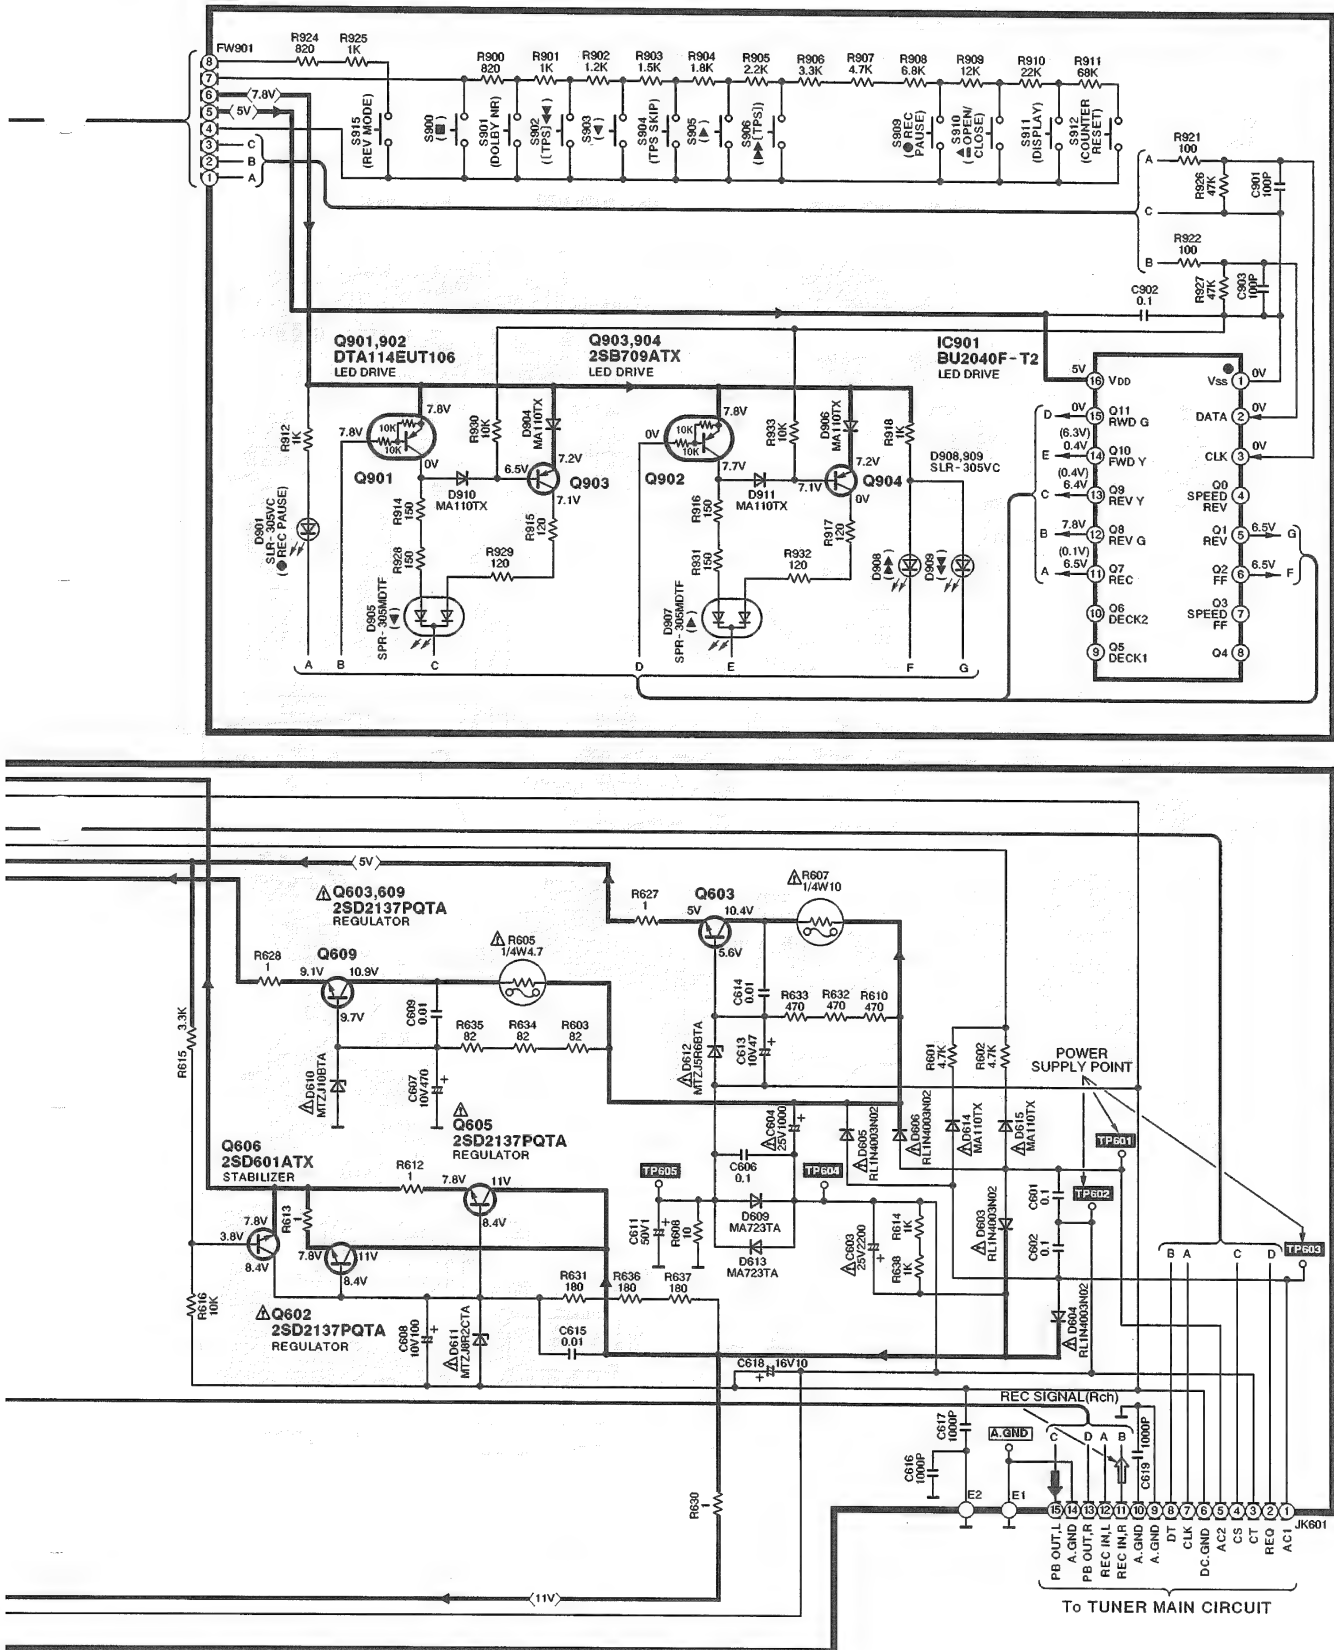 FW901
8
7
6
5
4
3
2
1
R924
820
R925
1K
R900
820
R901
1K
R902
1.2K
R903
1.5K
R904
1.8K
R905
2.2K
R906
3.3K
R907
4.7K
R908
6.8K
R909
12K
R910
22K
R911
68K
(7.8V)
(5V)
C
B
A
S915
(REV MODE)
S900
(■)
S901
(DOLBY NR)
S902
([TPS]◀◀)
S903
(◀)
S904
(TPS SKIP)
S905
(▲)
S906
(▲▲[TPS])
S909
(● REC
PAUSE)
S910
(▲ OPEN/
CLOSE)
S911
(DISPLAY)
S912
(COUNTER
RESET)
A
R921
100
R926
47K
C901
100P
C
B
R922
100
R927
47K
C903
100P
C902
0.1
Q901,902
DTA114EUT106
LED DRIVE
Q903,904
2SB709ATX
LED DRIVE
IC901
BU2040F-T2
LED DRIVE
R912
1K
7.8V
10K
10K
7.8V
Q901
0V
R930
10K
D904
MA110TX
7.2V
6.5V
Q903
7.1V
D910
MA110TX
R914
150
R928
150
R915
120
R929
120
D901
SLR-305VC
(● REC PAUSE)
D905
SPR-305MDTF
(▼)
0V
10K
10K
7.8V
Q902
7.7V
R933
10K
D906
MA110TX
7.2V
7.1V
Q904
0V
D911
MA110TX
R916
150
R931
150
R917
120
R932
120
D907
SPR-305MDTF
(▲)
R918
1K
D908,909
SLR-305VC
D908
D909
A B C D E F G
5V
16 VDD
VSS 1
0V
D 0V
15 Q11
RWD G
DATA 2
0V
(6.3V)
E 0.4V
14 Q10
FWD Y
CLK 3
0V
(0.4V)
C 6.4V
13 Q9
REV Y
Q0
SPEED 4
REV
B 7.8V
12 Q8
REV G
Q1
REV 5
6.5V G
(0.1V)
A 6.5V
11 Q7
REC
Q2
FF 6
6.5V F
10 Q6
DECK2
Q3
SPEED 7
FF
9 Q5
DECK1
Q4 8
(5V)
Q603,609
2SD2137PQTA
REGULATOR
R627
1
Q603
5V
10.4V
5.6V
R607
1/4W10
R605
1/4W4.7
R628
1
Q609
9.1V
10.9V
9.7V
C609
0.01
R635
82
R634
82
R603
82
C614
0.01
R633
470
R632
470
R610
470
R615
3.3K
D610
MTZJ10BTA
C607
10V470
D612
MTZJ5R6BTA
C613
10V47
R601
4.7K
R602
4.7K
POWER
SUPPLY POINT
Q605
2SD2137PQTA
REGULATOR
Q606
2SD601ATX
STABILIZER
R612
1
7.8V
11V
8.4V
C604
25V1000
D605
RL1N4003N02
D606
RL1N4003N02
D614
MA110TX
D615
MA110TX
TP601
TP605
C606
0.1
TP604
C601
0.1
TP602
7.8V
3.8V
8.4V
R613
1
7.8V
11V
8.4V
C611
50V1
R608
10
D609
MA723TA
D613
MA723TA
C603
25V2200
R614
1K
R638
1K
D603
RL1N4003N02
C602
0.1
B A C D
TP603
R616
10K
Q602
2SD2137PQTA
REGULATOR
R631
180
R636
180
R637
180
C608
10V100
D611
MTZJ8R2CTA
C615
0.01
D604
RL1N4003N02
C618
16V10
REC SIGNAL(Rch)
C617
1000P
C616
1000P
A.GND
C D A B
C619
1000P
E2
E1
R630
1
15 14 13 12 11 10 9 8 7 6 5 4 3 2 1
JK601
PB OUT,L
A.GND
PB OUT,R
REC IN,L
REC IN,R
A.GND
A.GND
DT
CLK
DC.GND
AC2
CS
CT
REQ
AC1
(11V)
To TUNER MAIN CIRCUIT